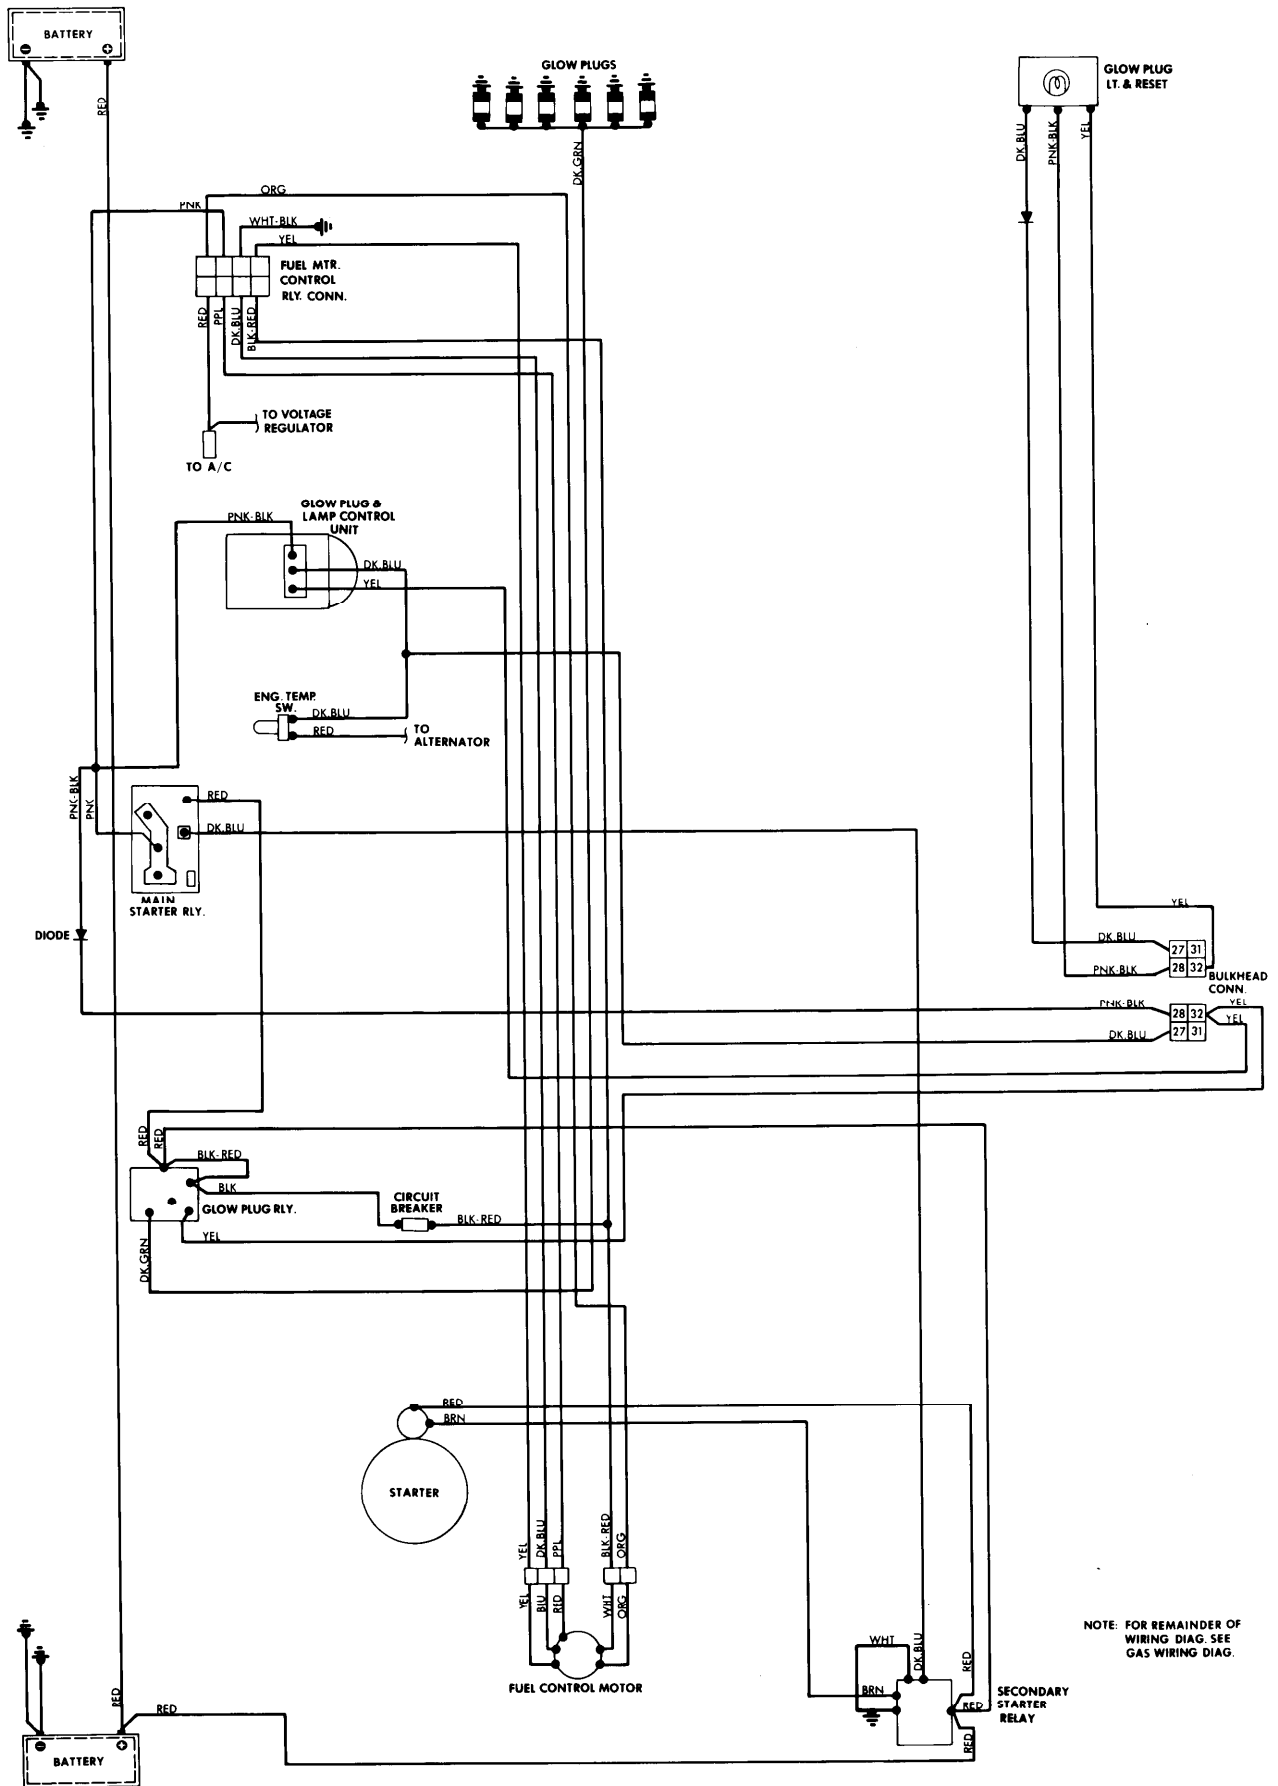 BATTERY
RED
GLOW PLUGS
DK.GRN
GLOW PLUG
LT. & RESET
DK.BLU
PNK-BLK
YEL
ORG
PNK
WHT-BLK
YEL
FUEL MTR.
CONTROL
RLY. CONN.
RED
PPL
DK.BLU
BLK-RED
TO VOLTAGE
REGULATOR
TO A/C
GLOW PLUG &
LAMP CONTROL
UNIT
PNK-BLK
DK.BLU
YEL
ENG. TEMP.
SW.
DK.BLU
RED
TO
ALTERNATOR
PNK-BLK
PNK
RED
DK.BLU
MAIN
STARTER RLY.
DIODE
YEL
DK.BLU
27 31
PNK-BLK
28 32
BULKHEAD
CONN.
PNK-BLK
28 32
YEL
YEL
DK.BLU
27 31
RED
RED
BLK-RED
BLK
GLOW PLUG RLY.
CIRCUIT
BREAKER
BLK-RED
YEL
DK.GRN
RED
BRN
STARTER
YEL
DK.BLU
PPL
BLK-RED
ORG
YEL
BLU
RED
WHT
ORG
FUEL CONTROL MOTOR
NOTE: FOR REMAINDER OF
WIRING DIAG. SEE
GAS WIRING DIAG.
WHT
DK.BLU
RED
BRN
RED
SECONDARY
STARTER
RELAY
RED
RED
RED
BATTERY